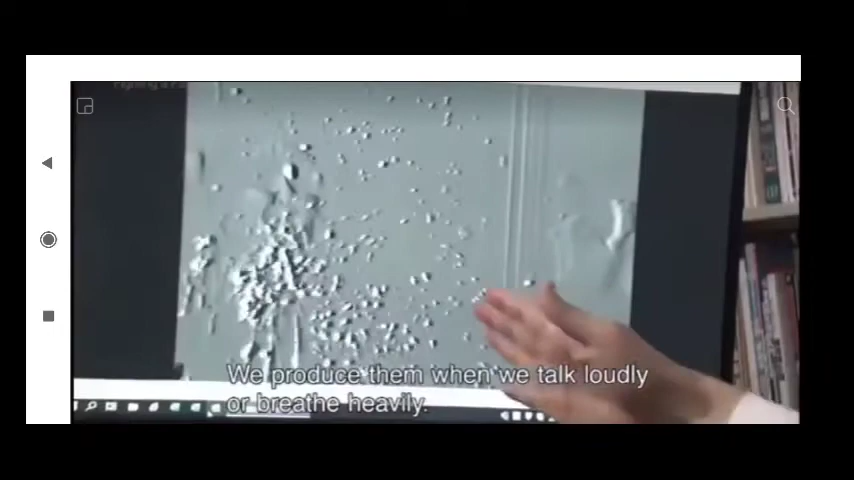 We produce them when we talk loudly
or breathe heavily.